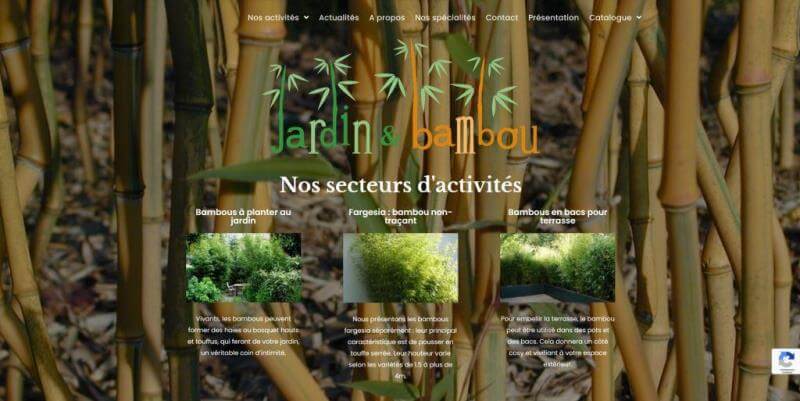 Nos activités Actualités A propos Nos spécialités Contact Présentation Catalogue
jardin & bambou
Nos secteurs d'activités
Bambous à planter au
jardin
Vivants, les bambous peuvent
former des haies ou bosquet hauts
et touffus, qui feront de votre jardin,
un véritable coin d'intimité.
Fargesia : bambou non-
traçant
Nous présentons les bambous
fargesia séparément : leur principal
caractéristique est de pousser en
touffe serrée. Leur hauteur varie
selon les variétés de 1.5 à plus de
4m.
Bambous en bacs pour
terrasse
Pour embellir la terrasse, le bambou
peut être utilisé dans des pots et
des bacs. Cela donnera un côté
cosy et vivifiant à votre espace
extérieur.